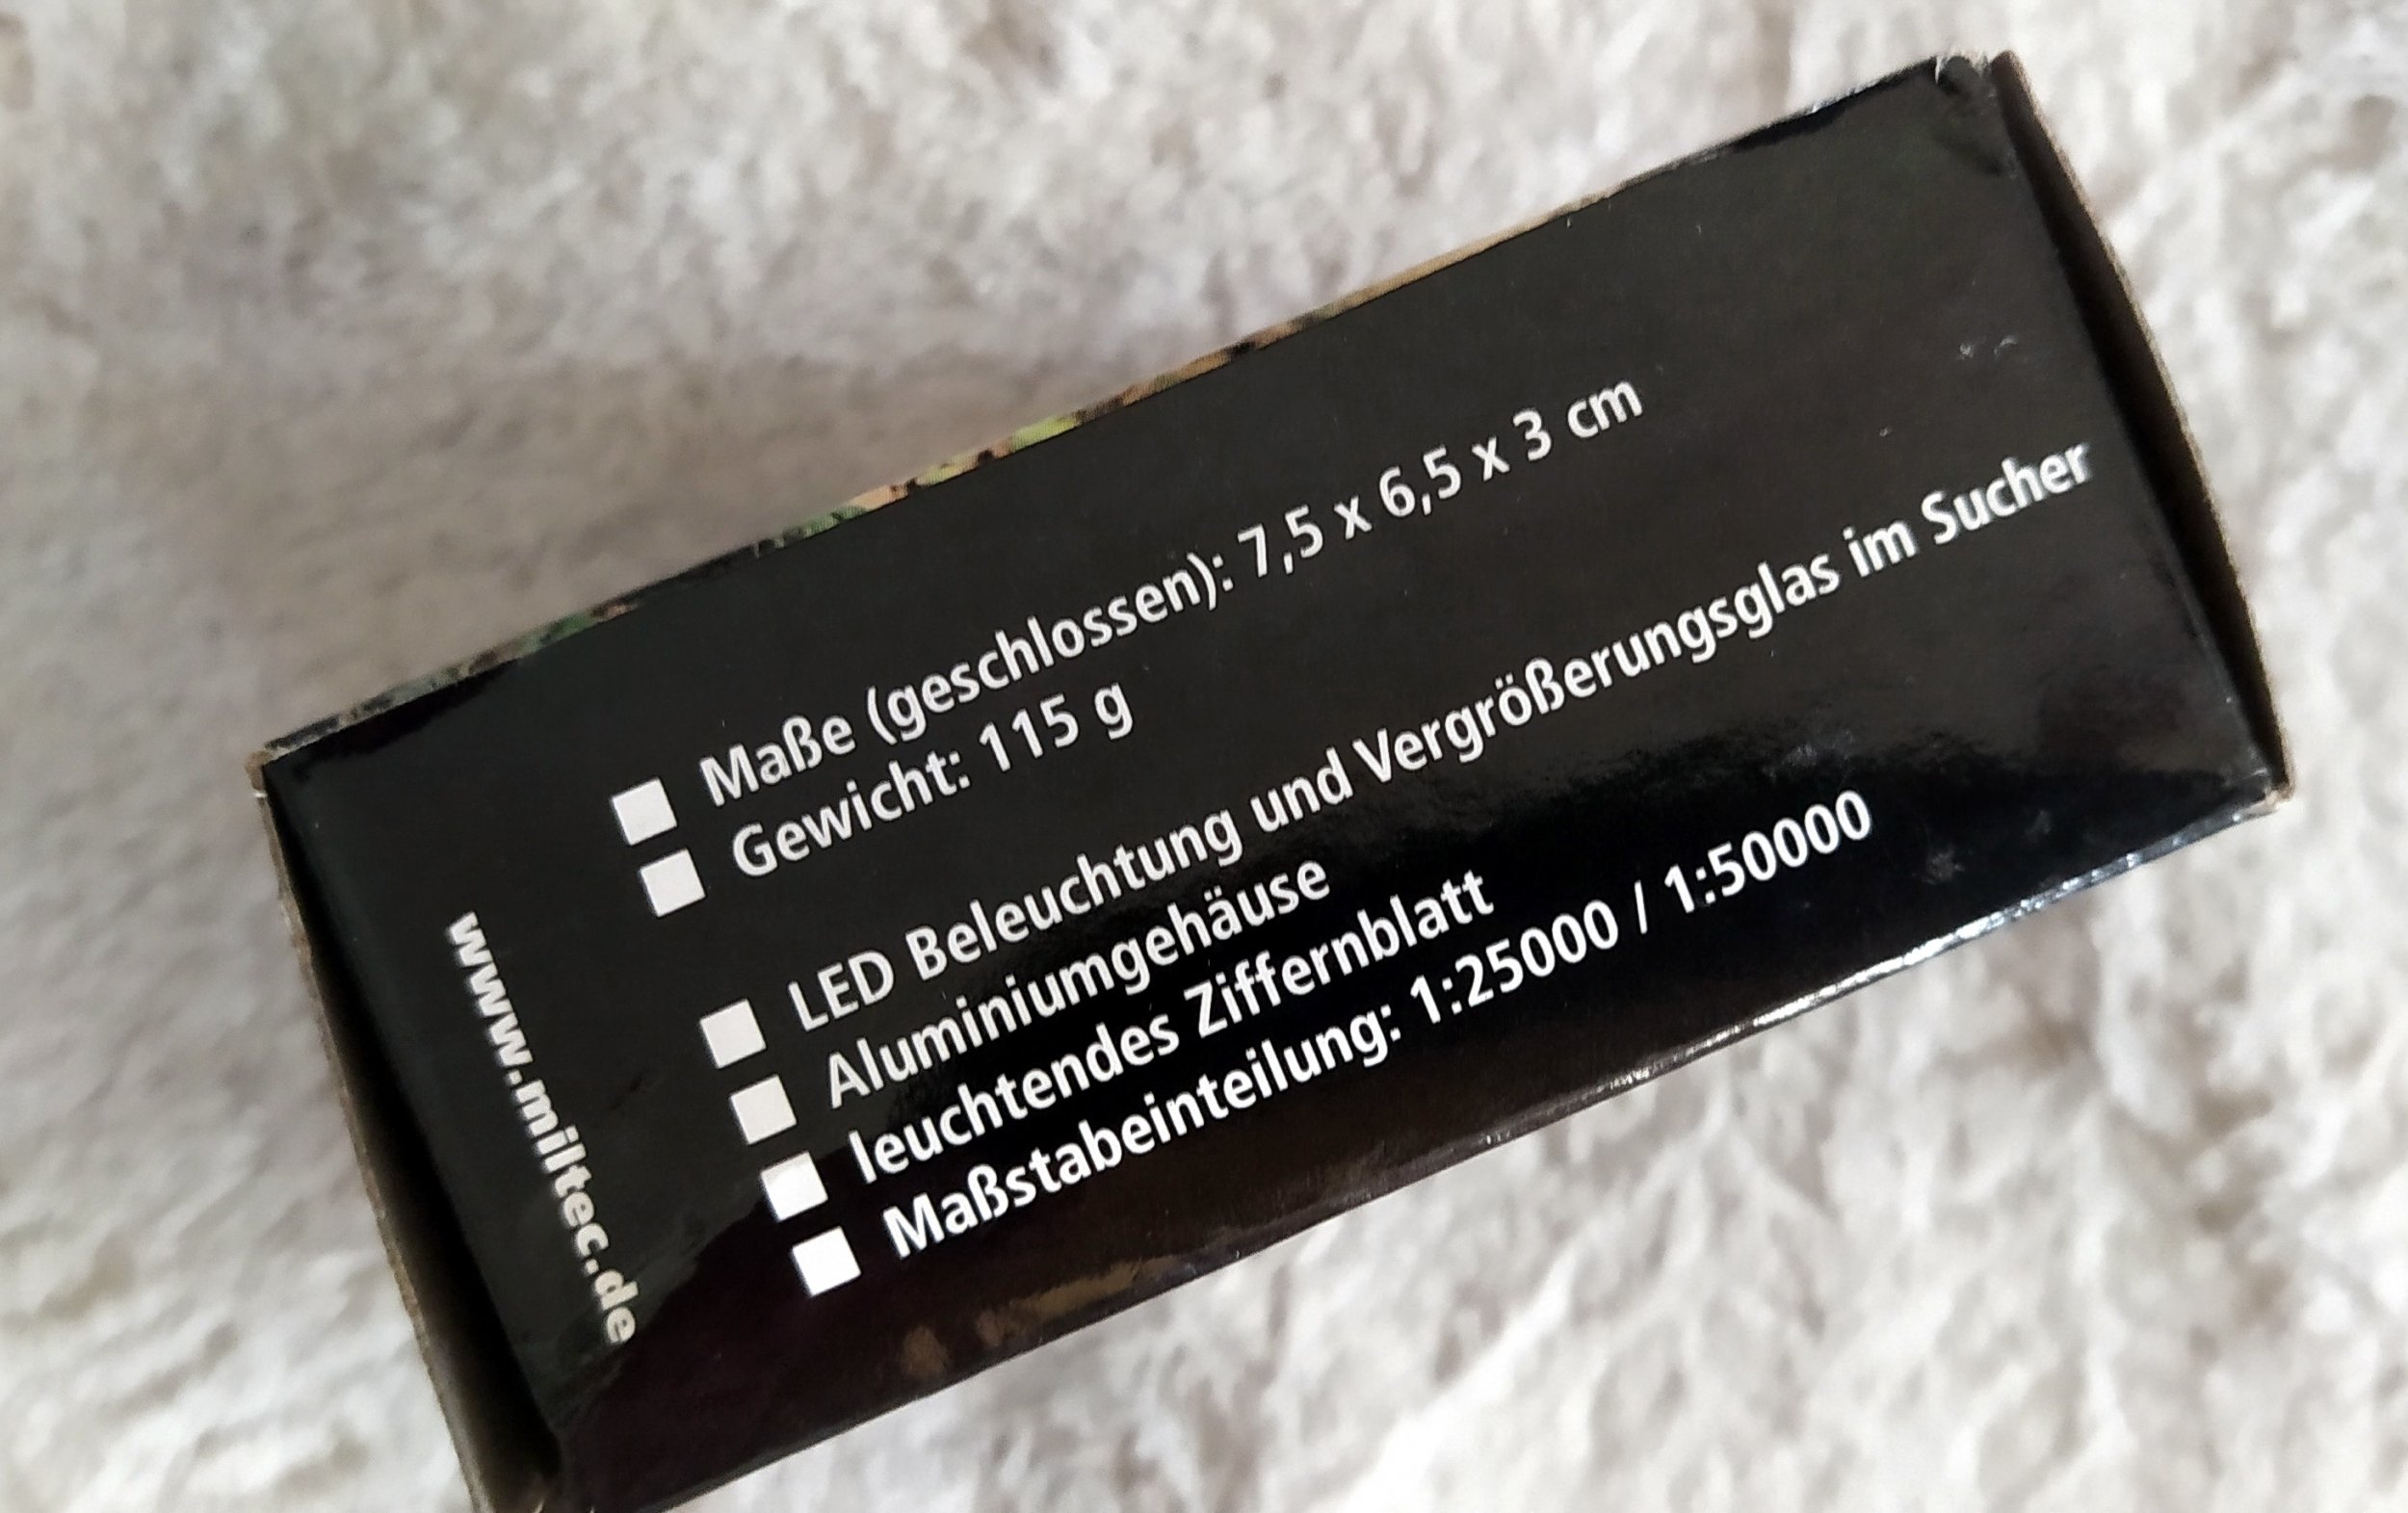 Maße (geschlossen): 7,5 x 6,5 x 3 cm
Gewicht: 115 g
LED Beleuchtung und Vergrößerungsglas im Sucher
Aluminiumgehäuse
leuchtendes Ziffernblatt
Maßstabeinteilung: 1:25000 / 1:50000
www.miltec.de